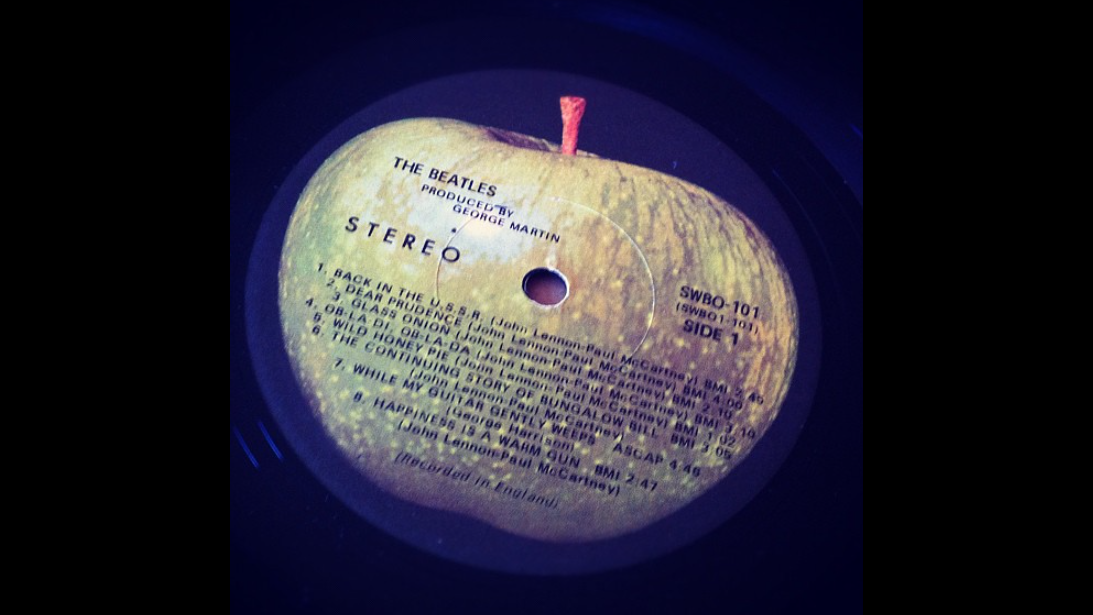 THE BEATLES
PRODUCED BY
GEORGE MARTIN
STEREO
SWBO-101
(SWBO1-101)
SIDE 1
1. BACK IN THE U.S.S.R. (John Lennon-Paul McCartney) BMI 2:45
2. DEAR PRUDENCE (John Lennon-Paul McCartney) BMI 4:00
3. GLASS ONION (John Lennon-Paul McCartney) BMI 2:10
4. OB-LA-DI, OB-LA-DA (John Lennon-Paul McCartney) BMI 3:10
5. WILD HONEY PIE (John Lennon-Paul McCartney) BMI 1:02
6. THE CONTINUING STORY OF BUNGALOW BILL BMI 3:05
(John Lennon-Paul McCartney)
7. WHILE MY GUITAR GENTLY WEEPS ASCAP 4:46
(George Harrison)
8. HAPPINESS IS A WARM GUN BMI 2:47
(John Lennon-Paul McCartney)
(Recorded in England)